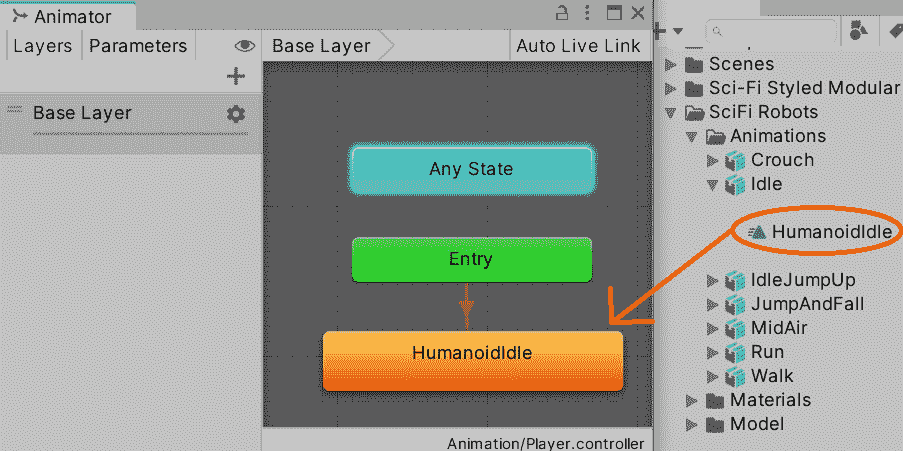 Animator
Layers
Parameters
Base Layer
Auto Live Link
Base Layer
Any State
Entry
HumanoidIdle
Animation/Player.controller
Scenes
Sci-Fi Styled Modular
SciFi Robots
Animations
Crouch
Idle
HumanoidIdle
IdleJumpUp
JumpAndFall
MidAir
Run
Walk
Materials
Model